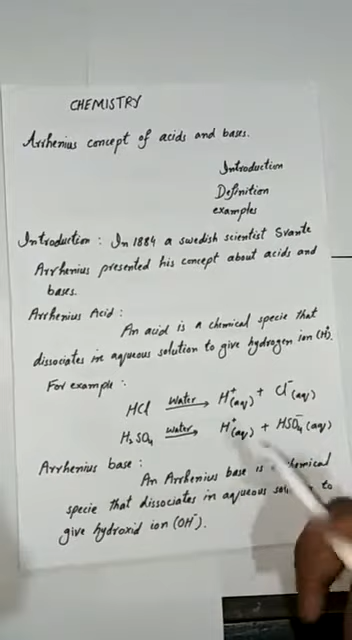 CHEMISTRY
Arrhenius concept of acids and bases.
Introduction
Definition
examples
Introduction : In 1884 a swedish scientist Svante
Arrhenius presented his concept about acids and
bases.
Arrhenius Acid :
An acid is a chemical specie that
dissociates in aqueous solution to give hydrogen ion (H⁺).
For example :
HCl water → H⁺(aq) + Cl⁻(aq)
H₂SO₄ water → H⁺(aq) + HSO₄⁻(aq)
Arrhenius base :
An Arrhenius base is
specie that dissociates in aqueous to
give hydroxid ion (OH⁻).